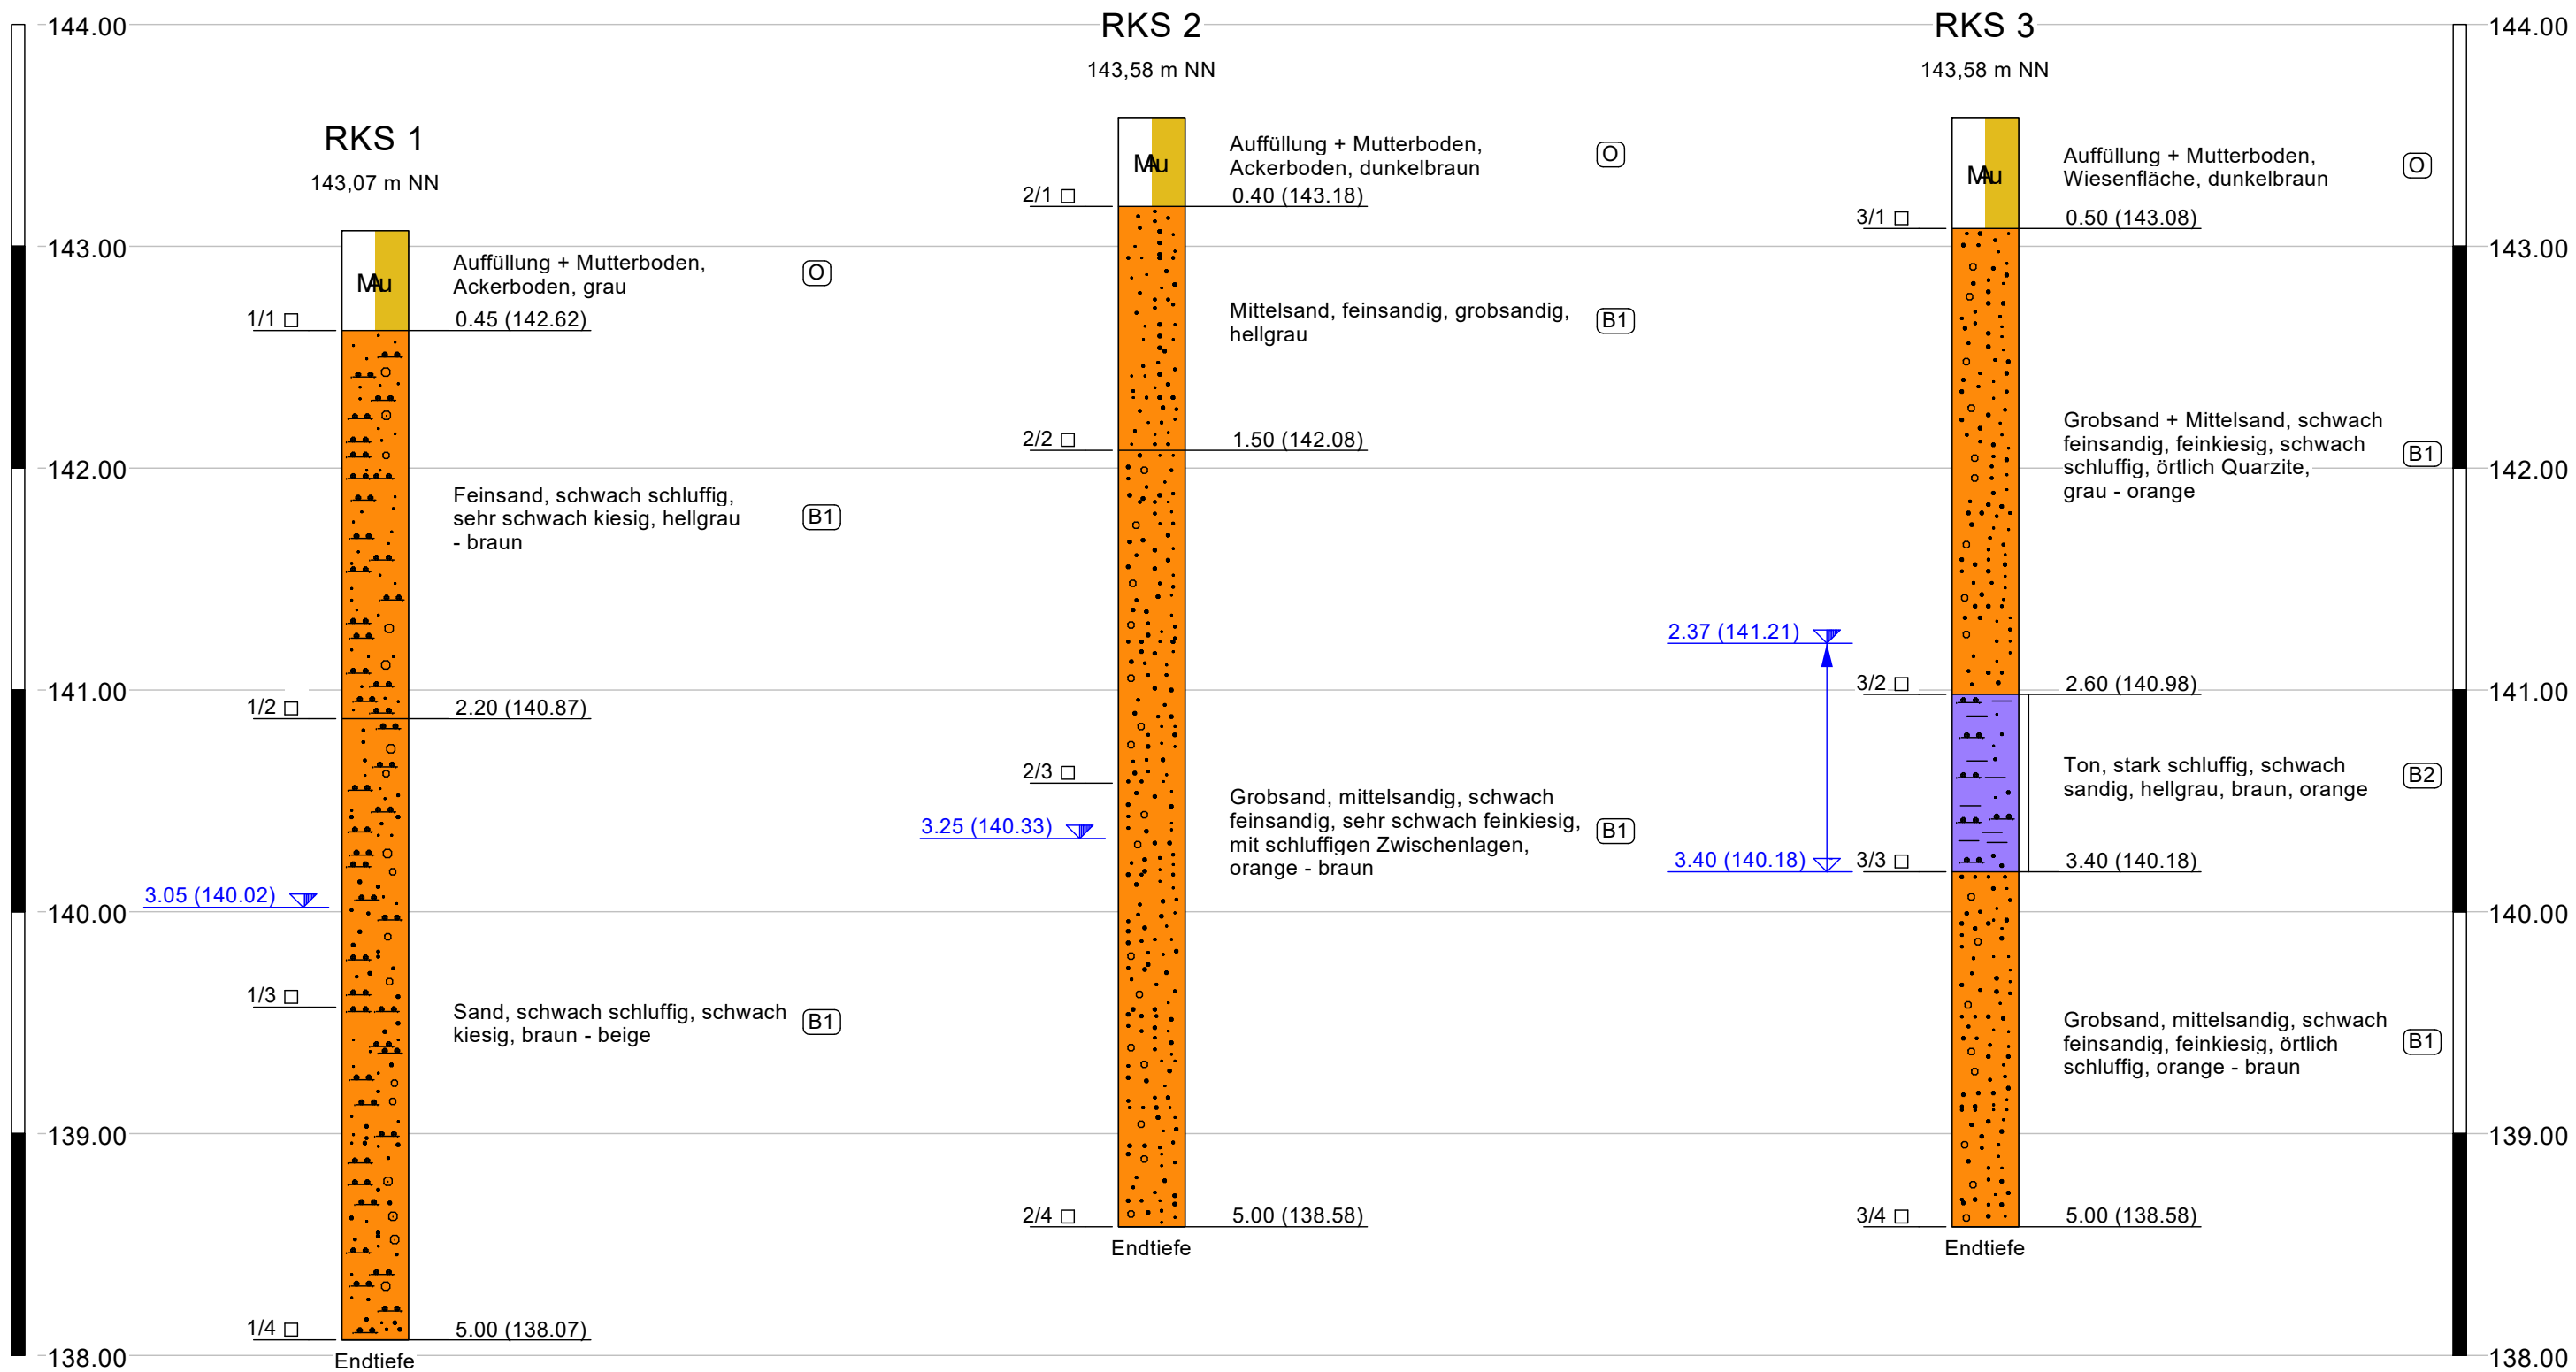 144.00
143.00
142.00
141.00
140.00
139.00
138.00
RKS 1
143,07 m NN
Mu
A
Auffüllung + Mutterboden,
Ackerboden, grau
O
1/1
0.45 (142.62)
Feinsand, schwach schluffig,
sehr schwach kiesig, hellgrau
- braun
B1
1/2
2.20 (140.87)
3.05 (140.02)
1/3
Sand, schwach schluffig, schwach
kiesig, braun - beige
B1
1/4
5.00 (138.07)
Endtiefe
RKS 2
143,58 m NN
Mu
A
Auffüllung + Mutterboden,
Ackerboden, dunkelbraun
O
2/1
0.40 (143.18)
Mittelsand, feinsandig, grobsandig,
hellgrau
B1
2/2
1.50 (142.08)
2/3
3.25 (140.33)
Grobsand, mittelsandig, schwach
feinsandig, sehr schwach feinkiesig,
mit schluffigen Zwischenlagen,
orange - braun
B1
2/4
5.00 (138.58)
Endtiefe
RKS 3
143,58 m NN
Mu
A
Auffüllung + Mutterboden,
Wiesenfläche, dunkelbraun
O
3/1
0.50 (143.08)
Grobsand + Mittelsand, schwach
feinsandig, feinkiesig, schwach
schluffig, örtlich Quarzite,
grau - orange
B1
2.37 (141.21)
3/2
2.60 (140.98)
Ton, stark schluffig, schwach
sandig, hellgrau, braun, orange
B2
3.40 (140.18)
3/3
3.40 (140.18)
Grobsand, mittelsandig, schwach
feinsandig, feinkiesig, örtlich
schluffig, orange - braun
B1
3/4
5.00 (138.58)
Endtiefe
144.00
143.00
142.00
141.00
140.00
139.00
138.00